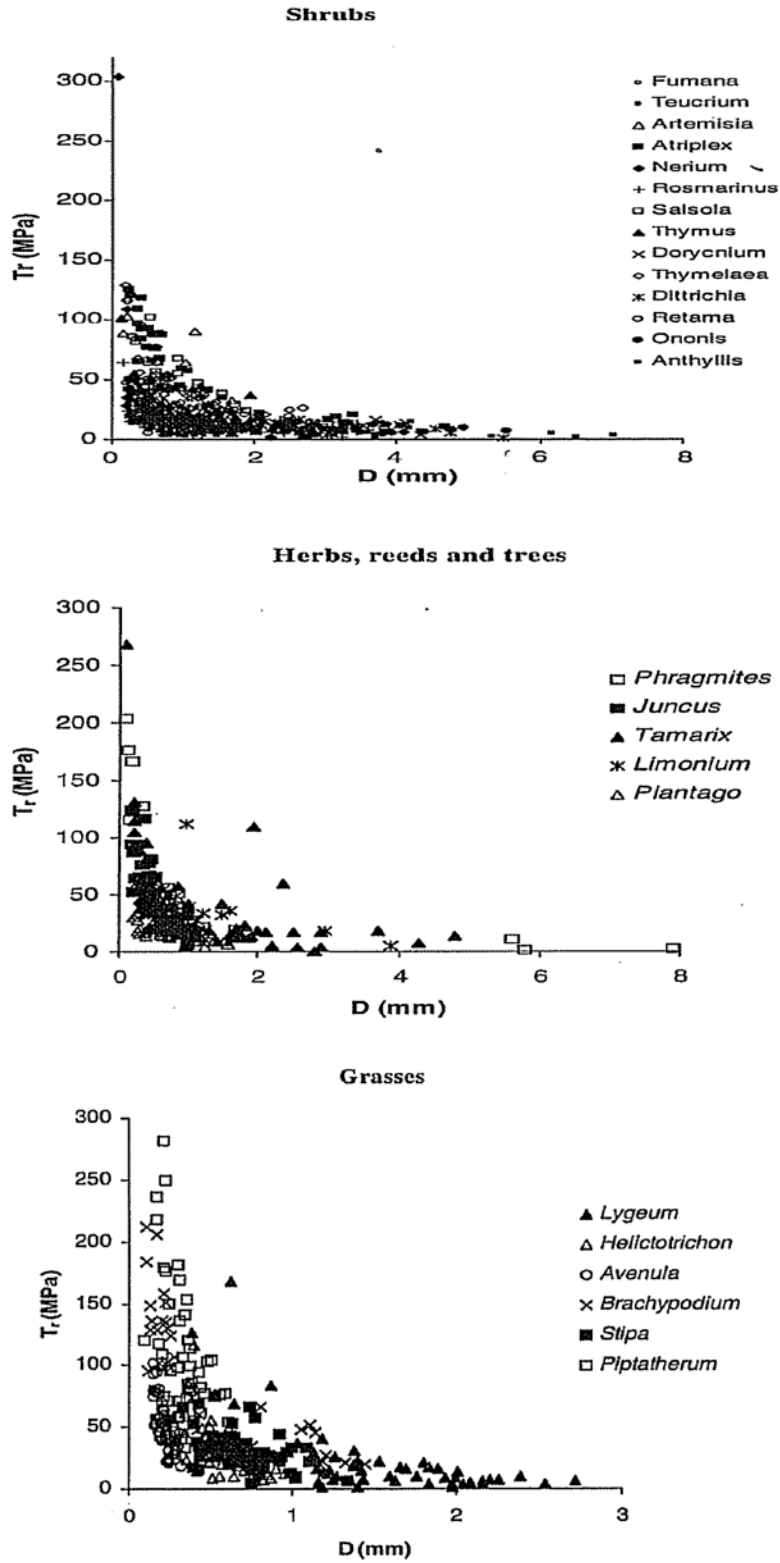 Shrubs
300
250
200
150
100
50
0
Tr (MPa)
0 2 4 6 8
D (mm)
Fumana
Teucrium
Artemisia
Atriplex
Nerium
Rosmarinus
Salsola
Thymus
Dorycnium
Thymelaea
Dittrichia
Retama
Ononis
Anthyllis
Herbs, reeds and trees
300
250
200
150
100
50
0
Tr (MPa)
0 2 4 6 8
D (mm)
Phragmites
Juncus
Tamarix
Limonium
Plantago
Grasses
300
250
200
150
100
50
0
Tr (MPa)
0 1 2 3
D (mm)
Lygeum
Helictotrichon
Avenula
Brachypodium
Stipa
Piptatherum